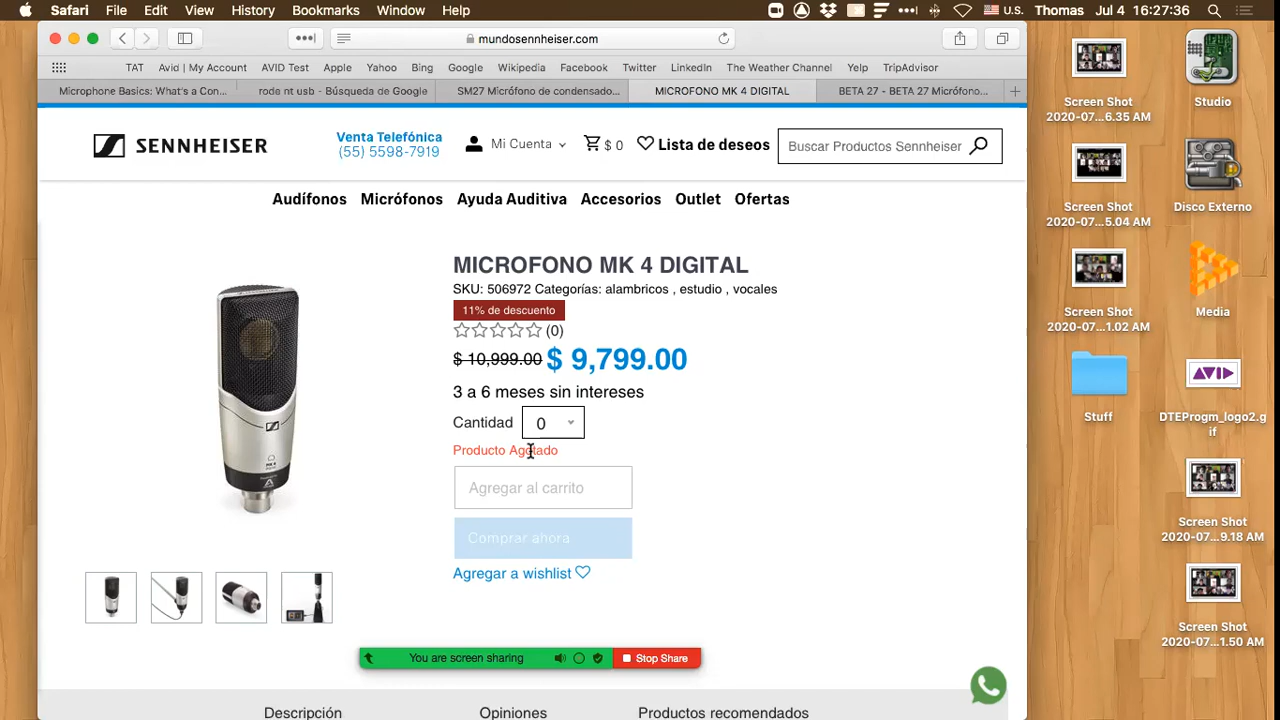 Safari File Edit View History Bookmarks Window Help U.S. Thomas Jul 4 16:27:36
mundosennheiser.com
TAT Avid | My Account AVID Test Apple Yahoo Bing Google Wikipedia Facebook Twitter LinkedIn The Weather Channel Yelp TripAdvisor
Microphone Basics: What's a Con... rode nt usb - Búsqueda de Google SM27 Micrófono de condensado... MICROFONO MK 4 DIGITAL BETA 27 - BETA 27 Micrófono...
SENNHEISER
Venta Telefónica
(55) 5598-7919
Mi Cuenta
$ 0
Lista de deseos
Buscar Productos Sennheiser
Audífonos Micrófonos Ayuda Auditiva Accesorios Outlet Ofertas
MICROFONO MK 4 DIGITAL
SKU: 506972 Categorías: alambricos , estudio , vocales
11% de descuento
(0)
$ 10,999.00 $ 9,799.00
3 a 6 meses sin intereses
Cantidad 0
Producto Agotado
Agregar al carrito
Comprar ahora
Agregar a wishlist
You are screen sharing Stop Share
Descripción Opiniones Productos recomendados
Screen Shot
2020-07...6.35 AM
Studio
Screen Shot
2020-07...5.04 AM
Disco Externo
Screen Shot
2020-07...1.02 AM
Media
Stuff
AVID
DTEProgm_logo2.g
if
Screen Shot
2020-07...9.18 AM
Screen Shot
2020-07...1.50 AM